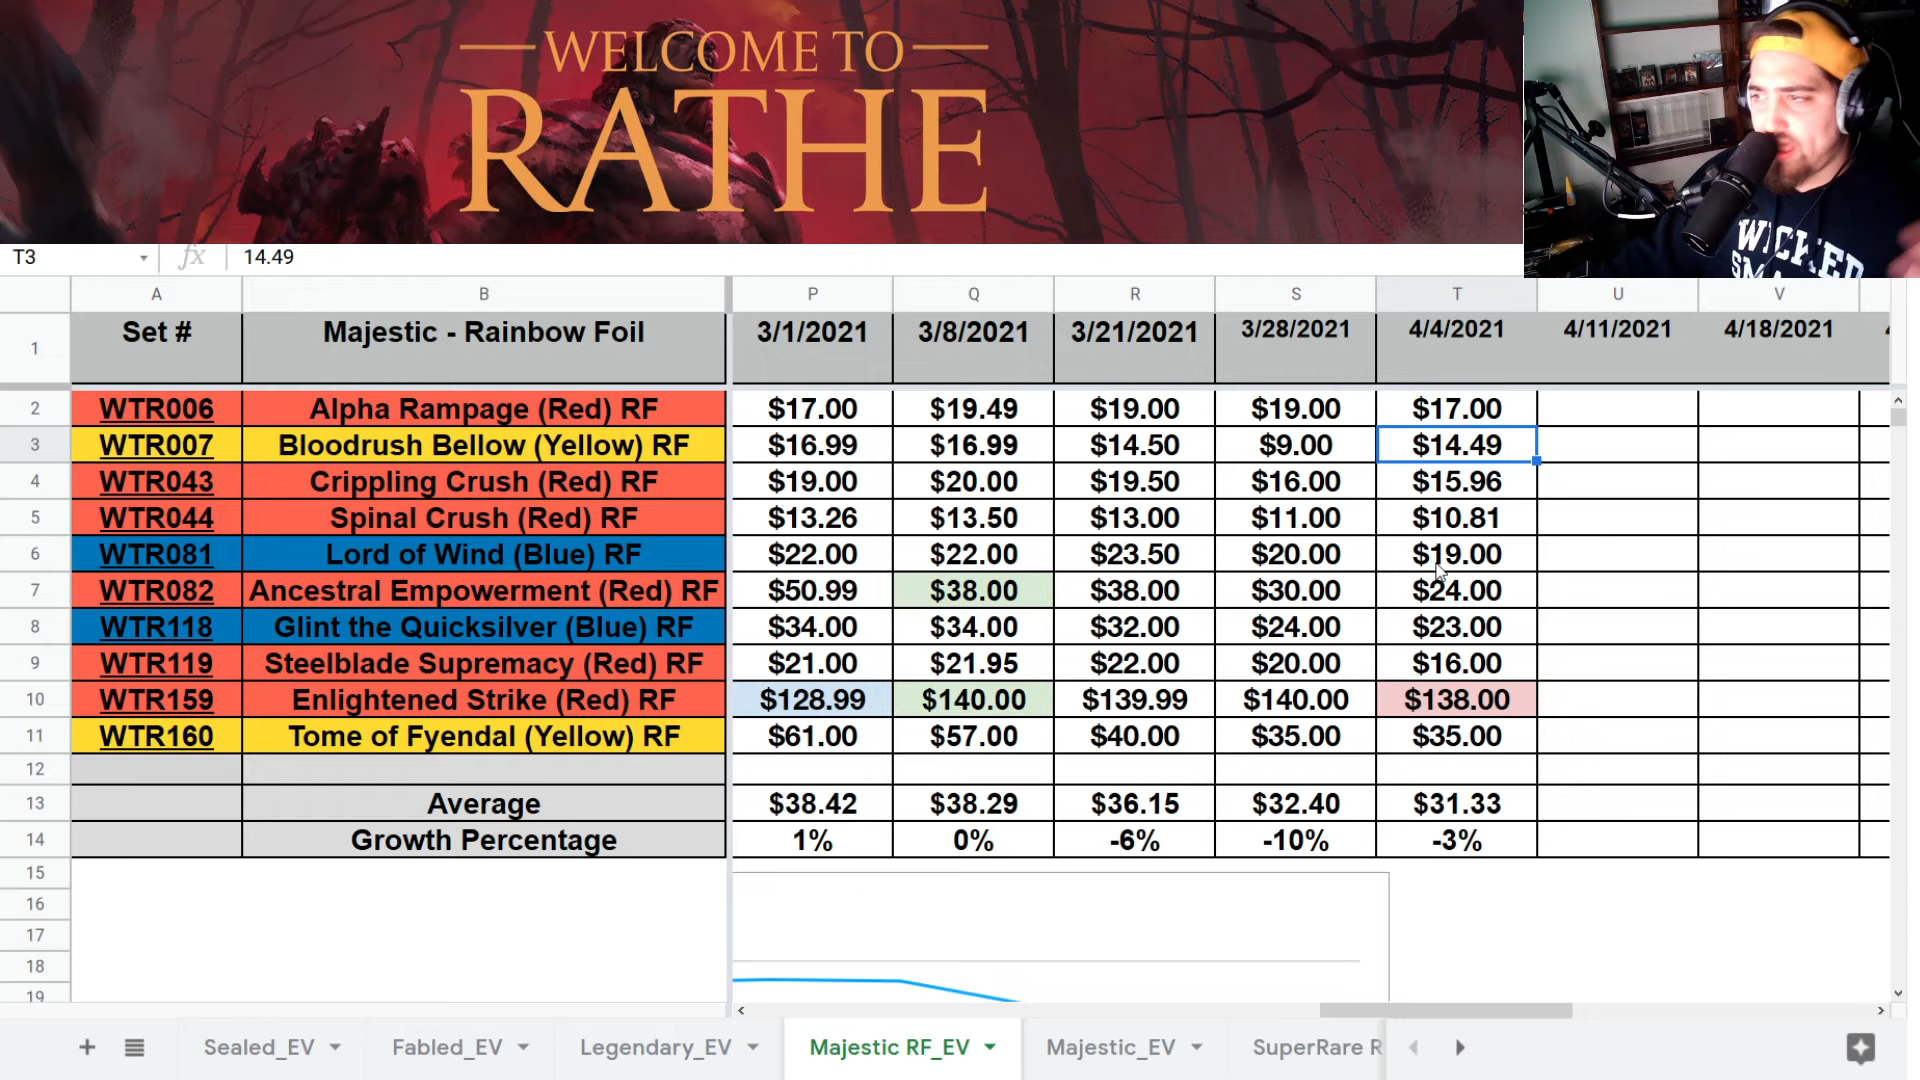 WELCOME TO
RATHE
WICKED
T3 fx 14.49
A B P Q R S T U V
1 Set # Majestic - Rainbow Foil 3/1/2021 3/8/2021 3/21/2021 3/28/2021 4/4/2021 4/11/2021 4/18/2021
2 WTR006 Alpha Rampage (Red) RF $17.00 $19.49 $19.00 $19.00 $17.00
3 WTR007 Bloodrush Bellow (Yellow) RF $16.99 $16.99 $14.50 $9.00 $14.49
4 WTR043 Crippling Crush (Red) RF $19.00 $20.00 $19.50 $16.00 $15.96
5 WTR044 Spinal Crush (Red) RF $13.26 $13.50 $13.00 $11.00 $10.81
6 WTR081 Lord of Wind (Blue) RF $22.00 $22.00 $23.50 $20.00 $19.00
7 WTR082 Ancestral Empowerment (Red) RF $50.99 $38.00 $38.00 $30.00 $24.00
8 WTR118 Glint the Quicksilver (Blue) RF $34.00 $34.00 $32.00 $24.00 $23.00
9 WTR119 Steelblade Supremacy (Red) RF $21.00 $21.95 $22.00 $20.00 $16.00
10 WTR159 Enlightened Strike (Red) RF $128.99 $140.00 $139.99 $140.00 $138.00
11 WTR160 Tome of Fyendal (Yellow) RF $61.00 $57.00 $40.00 $35.00 $35.00
12
13 Average $38.42 $38.29 $36.15 $32.40 $31.33
14 Growth Percentage 1% 0% -6% -10% -3%
15
16
17
18
19
Sealed_EV Fabled_EV Legendary_EV Majestic RF_EV Majestic_EV SuperRare R